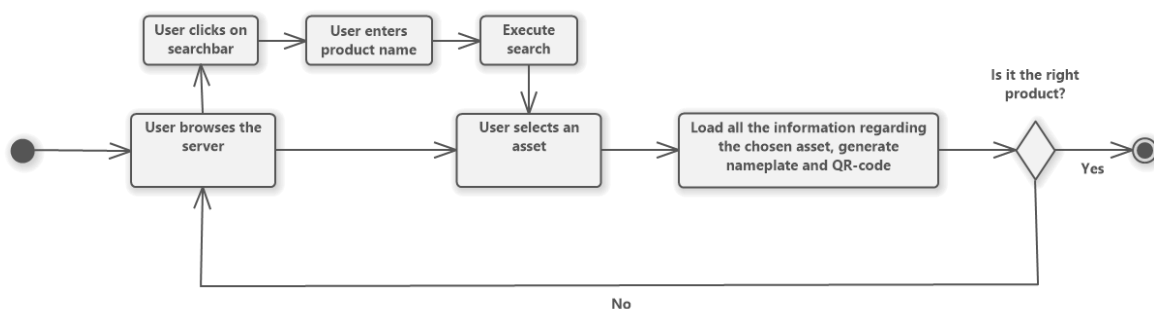 User clicks on
searchbar
User enters
product name
Execute
search
Is it the right
product?
User browses the
server
User selects an
asset
Load all the information regarding
the chosen asset, generate
nameplate and QR-code
Yes
No